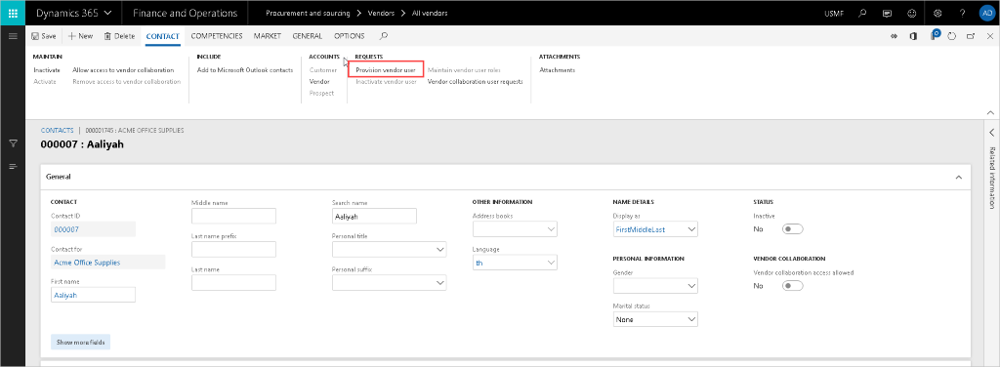 Dynamics 365 Finance and Operations Procurement and sourcing > Vendors > All vendors USMF ? AD
Save + New Delete CONTACT COMPETENCIES MARKET GENERAL OPTIONS 0
MAINTAIN INCLUDE ACCOUNTS REQUESTS ATTACHMENTS
Inactivate Allow access to vendor collaboration Add to Microsoft Outlook contacts Customer Provision vendor user Maintain vendor user roles Attachments
Activate Remove access to vendor collaboration Vendor Inactivate vendor user Vendor collaboration user requests
Prospect
CONTACTS | 000001745 : ACME OFFICE SUPPLIES
000007 : Aaliyah
Related information
General
CONTACT Middle name Search name OTHER INFORMATION NAME DETAILS STATUS
Contact ID Aaliyah Address books Display as Inactive
000007 FirstMiddleLast No
Contact for Last name prefix Personal title Language PERSONAL INFORMATION VENDOR COLLABORATION
Acme Office Supplies th Gender Vendor collaboration access allowed
First name Last name Personal suffix No
Aaliyah Marital status
None
Show more fields